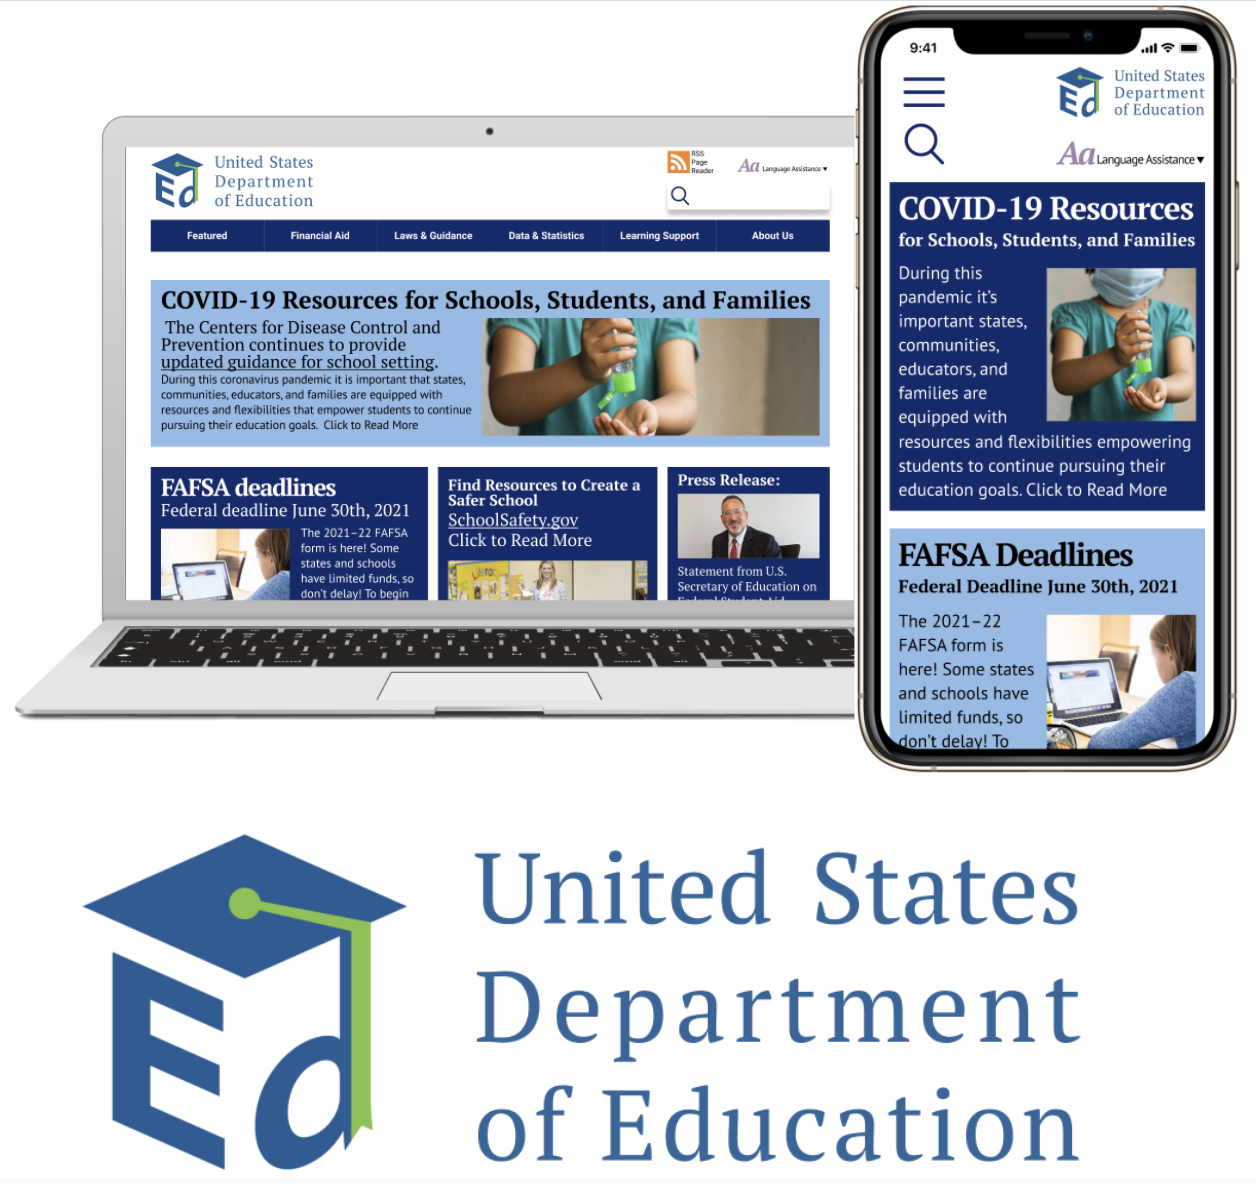 United States
Department
of Education
RSS
Page
Reader
Aa Language Assistance ▼
Featured
Financial Aid
Laws & Guidance
Data & Statistics
Learning Support
About Us
COVID-19 Resources for Schools, Students, and Families
The Centers for Disease Control and
Prevention continues to provide
updated guidance for school setting.
During this coronavirus pandemic it is important that states,
communities, educators, and families are equipped with
resources and flexibilities that empower students to continue
pursuing their education goals. Click to Read More
FAFSA deadlines
Federal deadline June 30th, 2021
The 2021–22 FAFSA
form is here! Some
states and schools
have limited funds, so
don't delay! To begin
Find Resources to Create a
Safer School
SchoolSafety.gov
Click to Read More
Press Release:
Statement from U.S.
Secretary of Education on
Federal Student Aid
9:41
United States
Department
of Education
Aa Language Assistance ▼
COVID-19 Resources
for Schools, Students, and Families
During this
pandemic it's
important states,
communities,
educators, and
families are
equipped with
resources and flexibilities empowering
students to continue pursuing their
education goals. Click to Read More
FAFSA Deadlines
Federal Deadline June 30th, 2021
The 2021–22
FAFSA form is
here! Some states
and schools have
limited funds, so
don't delay! To
Ed
United States
Department
of Education